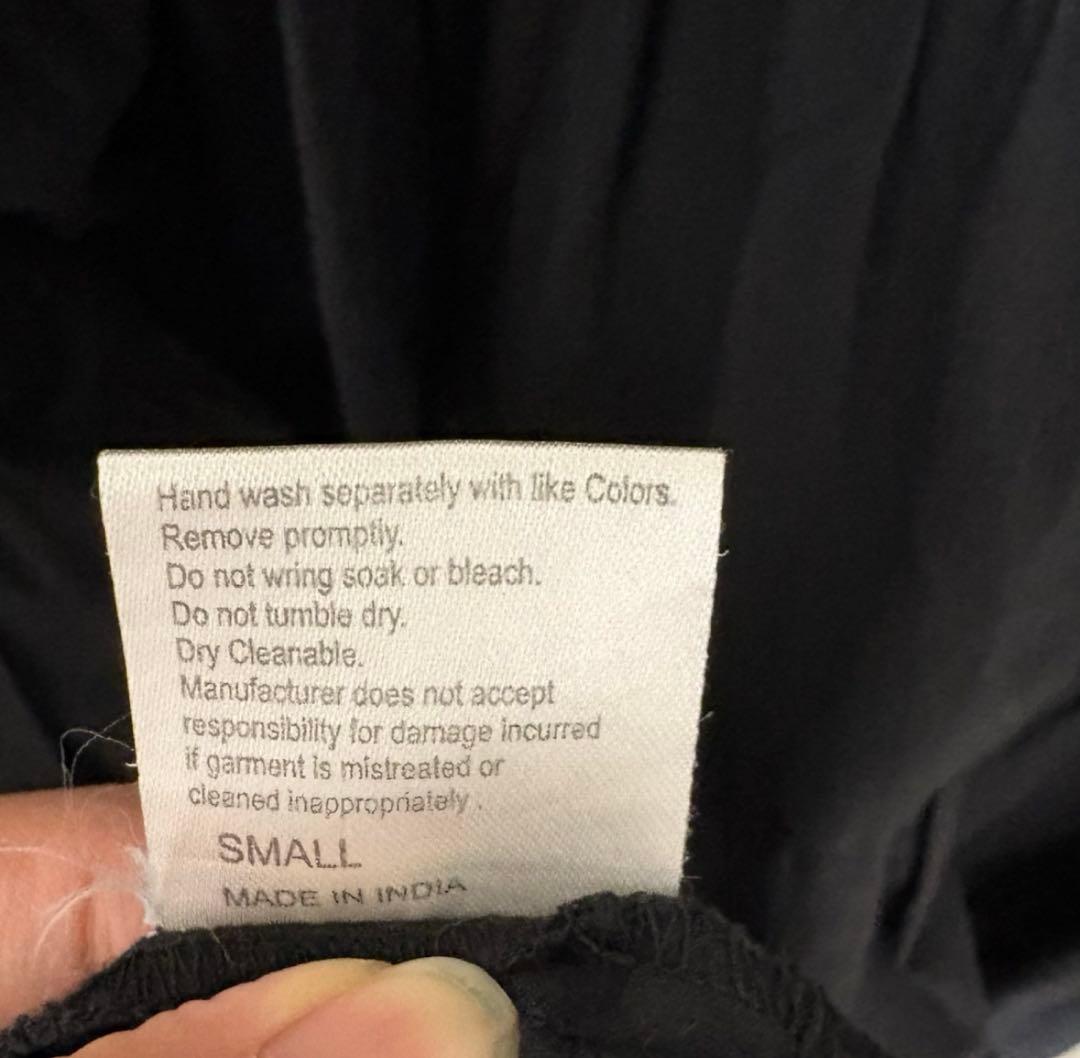 Hand wash separately with like Colors.
Remove promptly.
Do not wring soak or bleach.
Do not tumble dry.
Dry Cleanable.
Manufacturer does not accept
responsibility for damage incurred
if garment is mistreated or
cleaned inappropriately.
SMALL
MADE IN INDIA